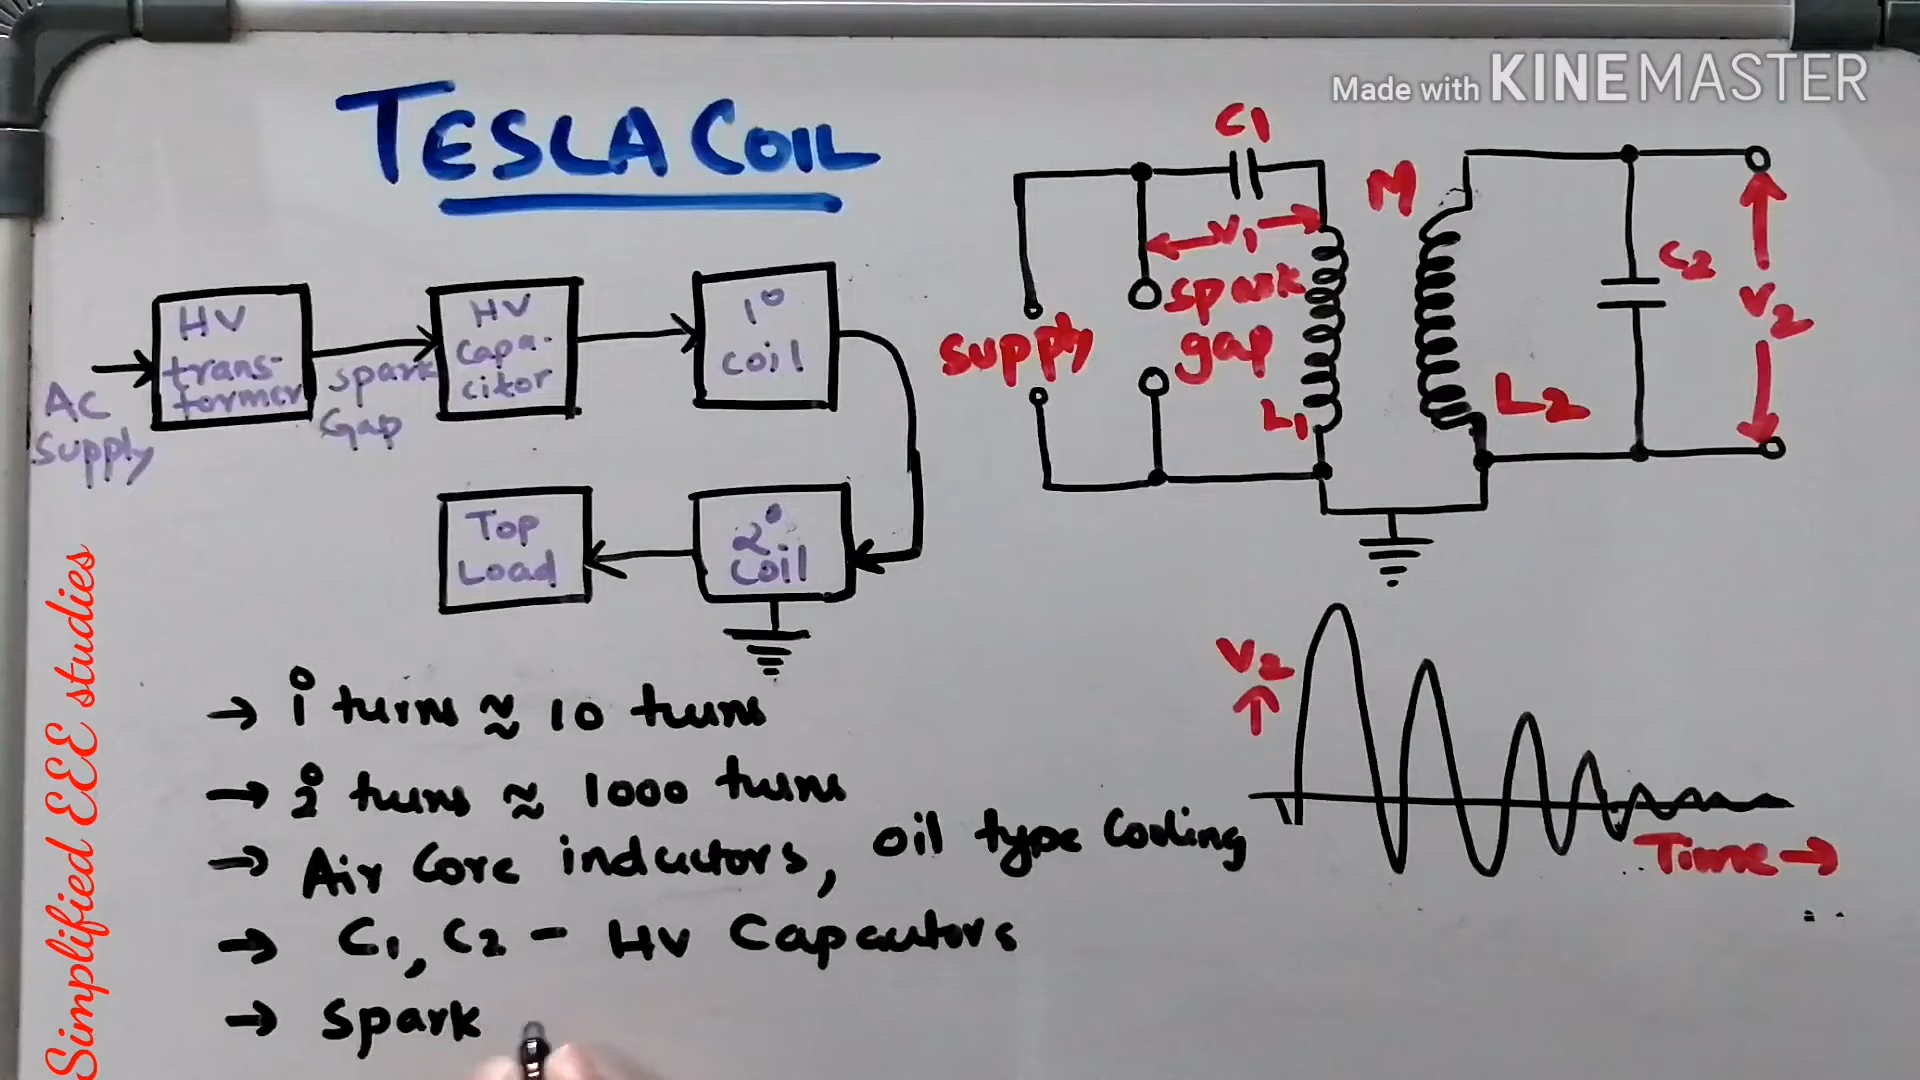 Made with KINEMASTER
TESLA COIL
AC
supply
HV
trans-
former
spark
Gap
HV
capa-
citor
1°
coil
2°
coil
Top
Load
C1
M
V1
spark
gap
supply
L1
L2
C2
V2
V2
Time
→ 1° turns ≈ 10 turns
→ 2° turns ≈ 1000 turns
→ Air core inductors, oil type cooling
→ C1, C2 - HV Capacitors
→ Spark
Simplified EEE studies